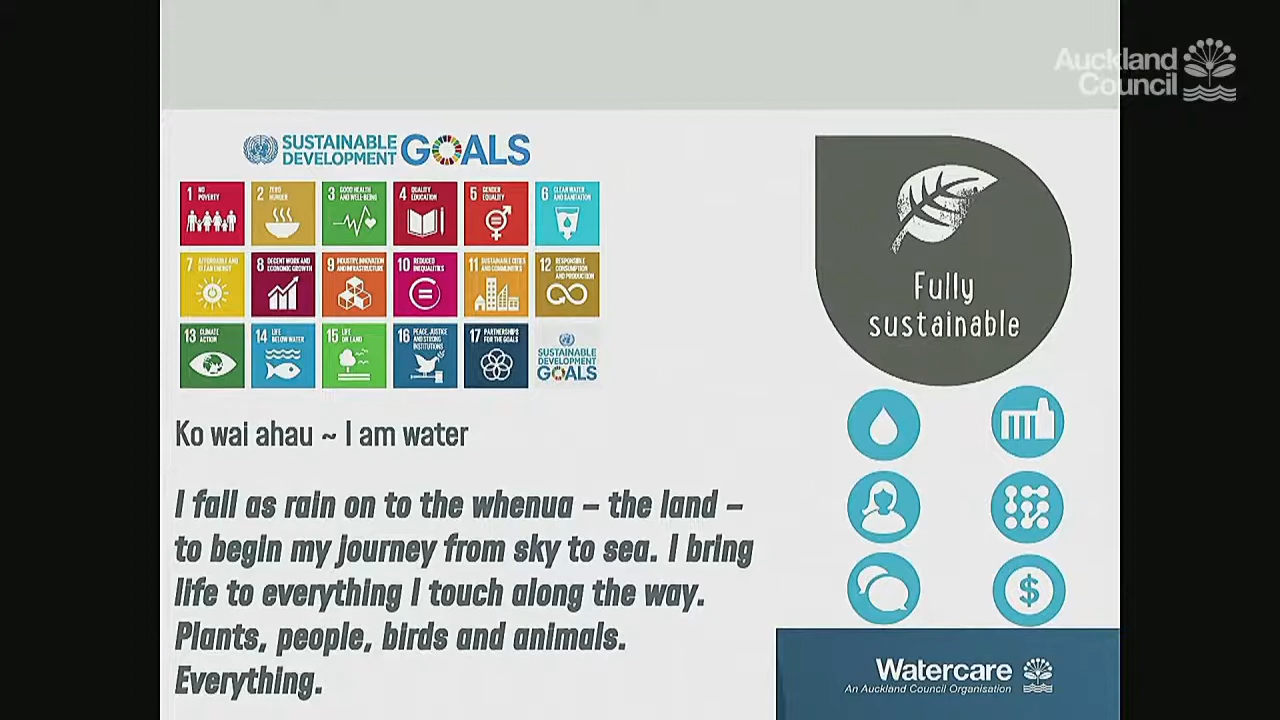 Auckland
Council
SUSTAINABLE
DEVELOPMENT
GOALS
1 NO
POVERTY
2 ZERO
HUNGER
3 GOOD HEALTH
AND WELL-BEING
4 QUALITY
EDUCATION
5 GENDER
EQUALITY
6 CLEAN WATER
AND SANITATION
7 AFFORDABLE AND
CLEAN ENERGY
8 DECENT WORK AND
ECONOMIC GROWTH
9 INDUSTRY, INNOVATION
AND INFRASTRUCTURE
10 REDUCED
INEQUALITIES
11 SUSTAINABLE CITIES
AND COMMUNITIES
12 RESPONSIBLE
CONSUMPTION
AND PRODUCTION
13 CLIMATE
ACTION
14 LIFE
BELOW WATER
15 LIFE
ON LAND
16 PEACE, JUSTICE
AND STRONG
INSTITUTIONS
17 PARTNERSHIPS
FOR THE GOALS
SUSTAINABLE
DEVELOPMENT
GOALS
Fully
sustainable
Ko wai ahau ~ I am water
I fall as rain on to the whenua – the land –
to begin my journey from sky to sea. I bring
life to everything I touch along the way.
Plants, people, birds and animals.
Everything.
$
Watercare
An Auckland Council Organisation